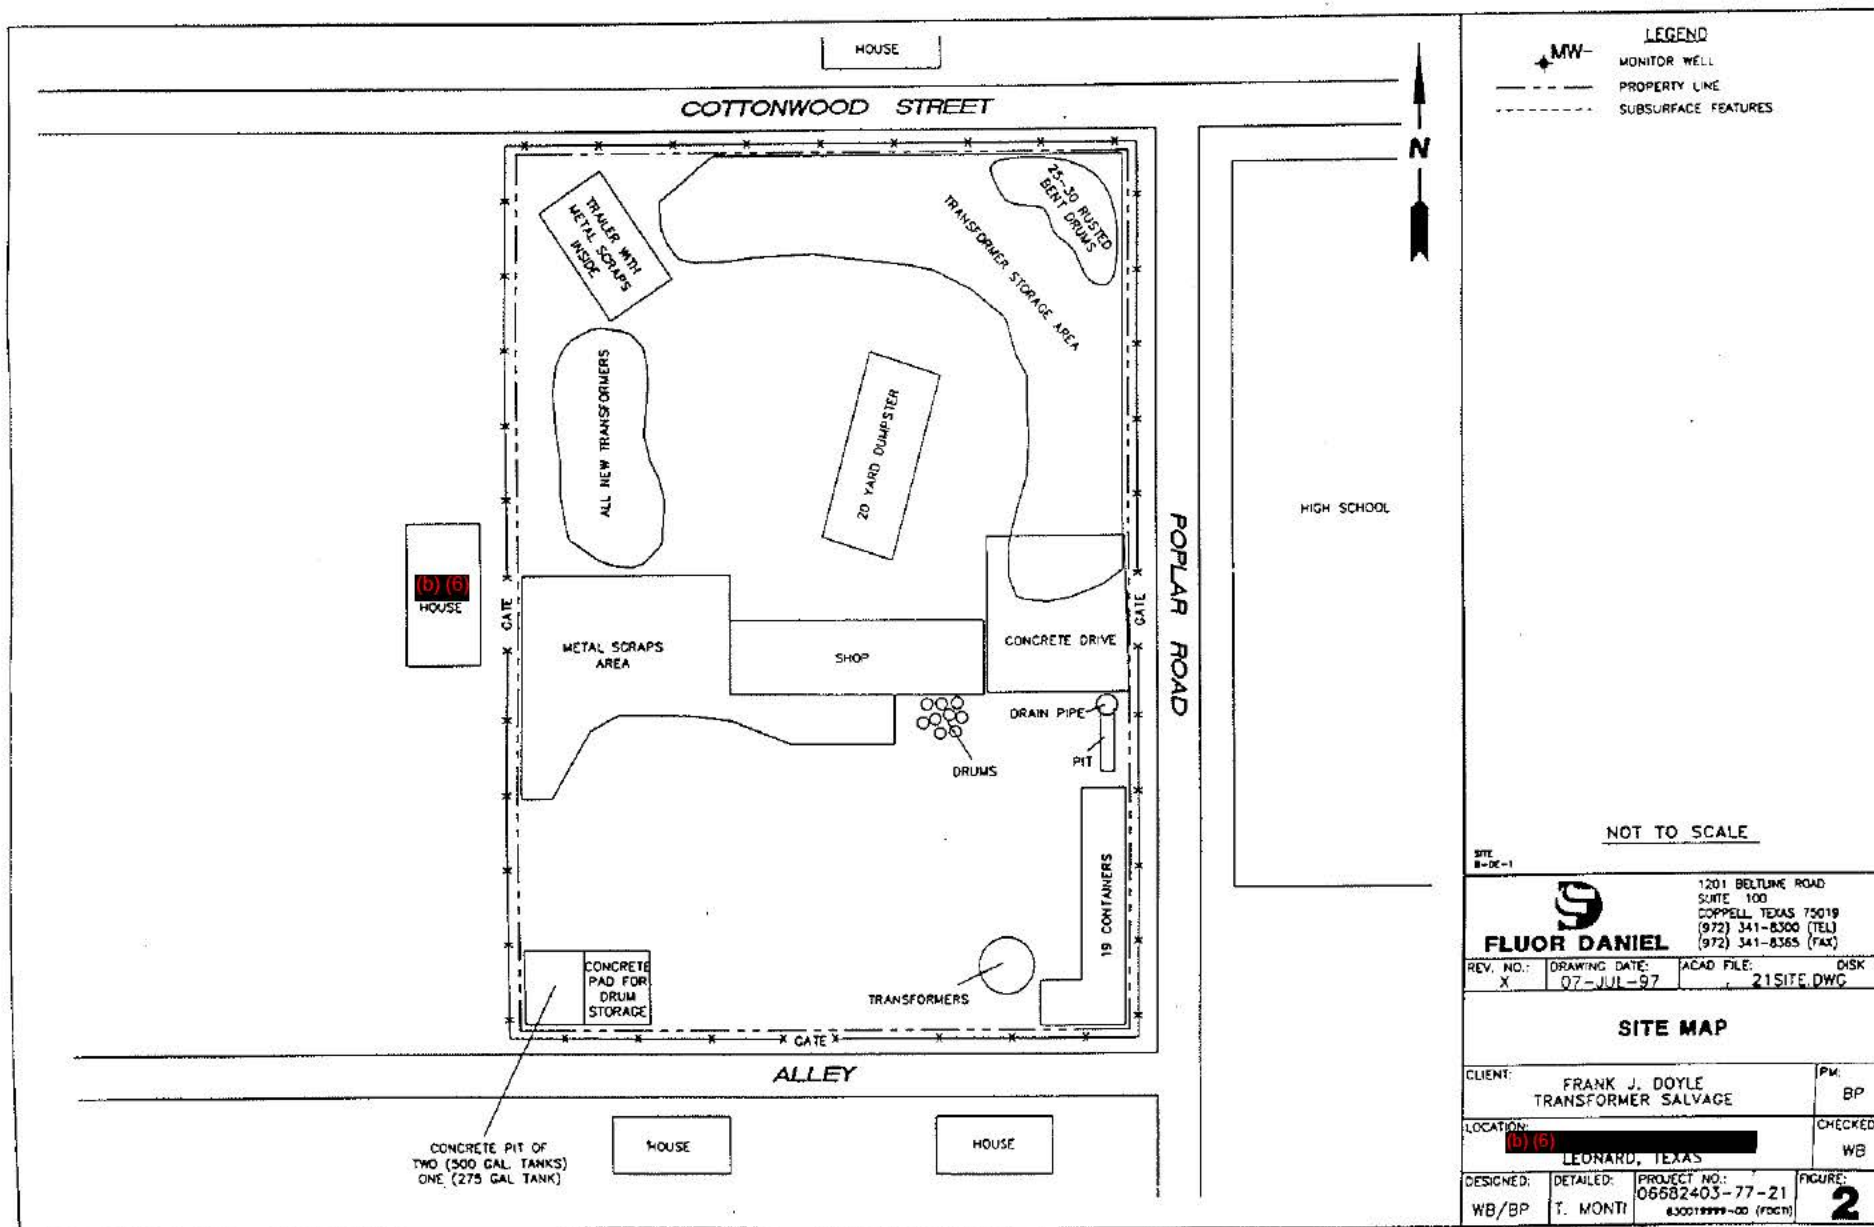 HOUSE
COTTONWOOD STREET
LEGEND
MW-
MONITOR WELL
PROPERTY LINE
SUBSURFACE FEATURES
N
TRAILER WITH
METAL SCRAPS
INSIDE
25-30 RUSTED
BENT DRUMS
TRANSFORMER STORAGE AREA
ALL NEW TRANSFORMERS
20 YARD DUMPSTER
HIGH SCHOOL
POPLAR ROAD
(b) (6)
HOUSE
GATE
GATE
METAL SCRAPS
AREA
SHOP
CONCRETE DRIVE
DRAIN PIPE
PIT
DRUMS
19 CONTAINERS
TRANSFORMERS
CONCRETE
PAD FOR
DRUM
STORAGE
GATE
ALLEY
CONCRETE PIT OF
TWO (500 GAL. TANKS)
ONE (275 GAL TANK)
HOUSE
HOUSE
NOT TO SCALE
SITE
B-DE-1
FLUOR DANIEL
1201 BELTLINE ROAD
SUITE 100
COPPELL TEXAS 75019
(972) 341-8300 (TEL)
(972) 341-8365 (FAX)
REV. NO.:
X
DRAWING DATE:
07-JUL-97
ACAD FILE:
21SITE.DWG
DISK
SITE MAP
CLIENT:
FRANK J. DOYLE
TRANSFORMER SALVAGE
PM:
BP
LOCATION:
(b) (6)
LEONARD, TEXAS
CHECKED
WB
DESIGNED:
WB/BP
DETAILED:
T. MONTI
PROJECT NO.:
06682403-77-21
FIGURE:
2